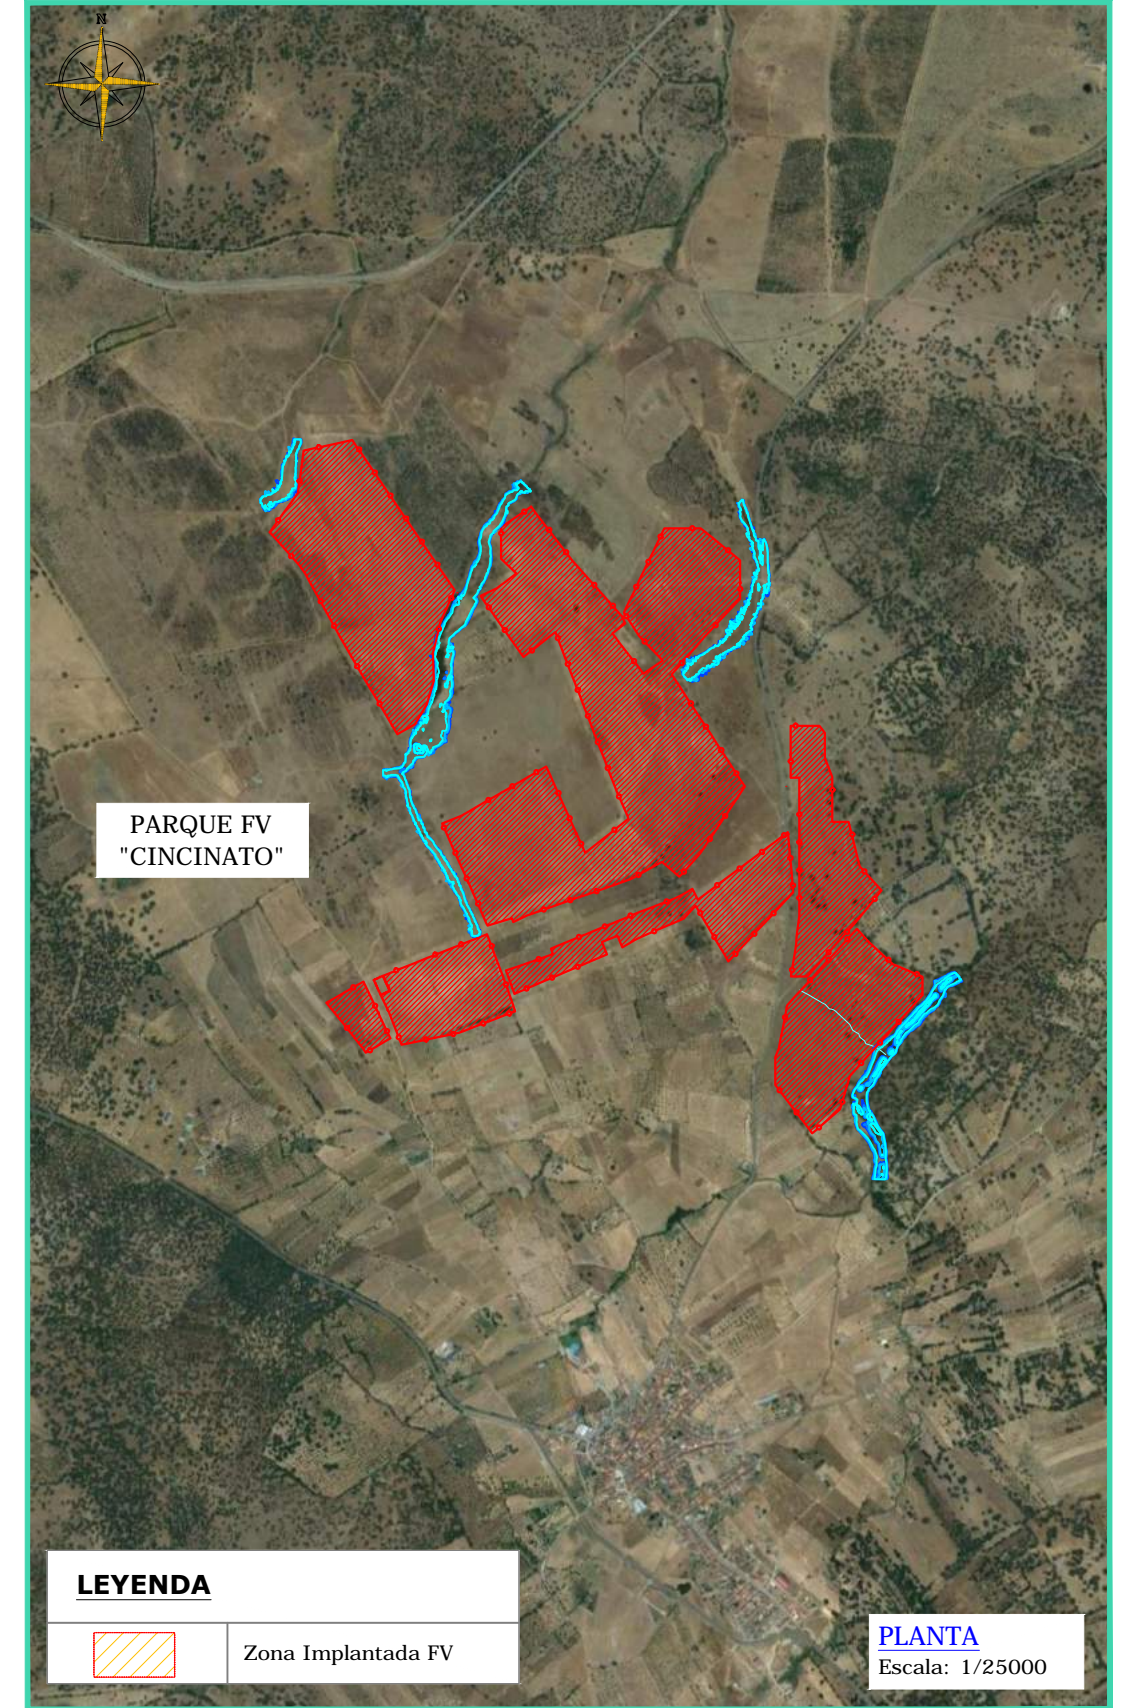 N
PARQUE FV
"CINCINATO"
LEYENDA
Zona Implantada FV
PLANTA
Escala: 1/25000